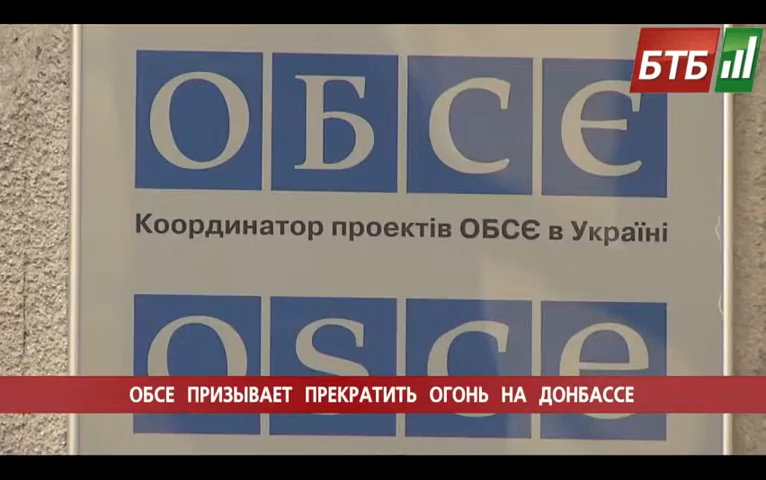 БТБ
ОБСЄ
Координатор проектів ОБСЄ в Україні
osce
ОБСЕ ПРИЗЫВАЕТ ПРЕКРАТИТЬ ОГОНЬ НА ДОНБАССЕ